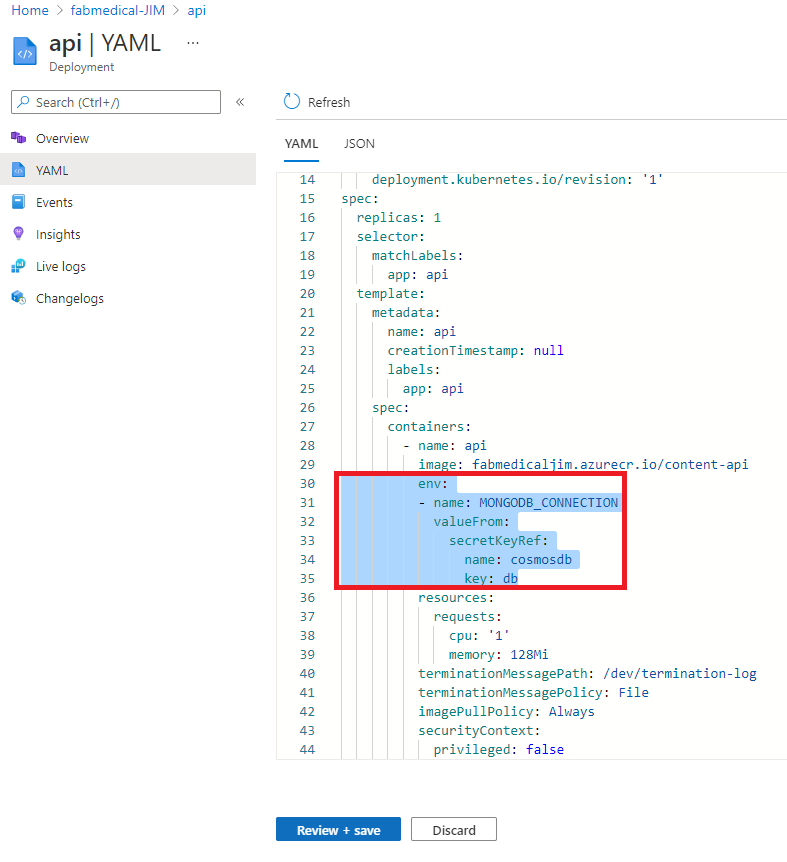 Home > fabmedical-JIM > api
api | YAML ...
Deployment
Search (Ctrl+/) «
Overview
YAML
Events
Insights
Live logs
Changelogs
Refresh
YAML JSON
14 deployment.kubernetes.io/revision: '1'
15 spec:
16 replicas: 1
17 selector:
18 matchLabels:
19 app: api
20 template:
21 metadata:
22 name: api
23 creationTimestamp: null
24 labels:
25 app: api
26 spec:
27 containers:
28 - name: api
29 image: fabmedicaljim.azurecr.io/content-api
30 env:
31 - name: MONGODB_CONNECTION
32 valueFrom:
33 secretKeyRef:
34 name: cosmosdb
35 key: db
36 resources:
37 requests:
38 cpu: '1'
39 memory: 128Mi
40 terminationMessagePath: /dev/termination-log
41 terminationMessagePolicy: File
42 imagePullPolicy: Always
43 securityContext:
44 privileged: false
Review + save Discard